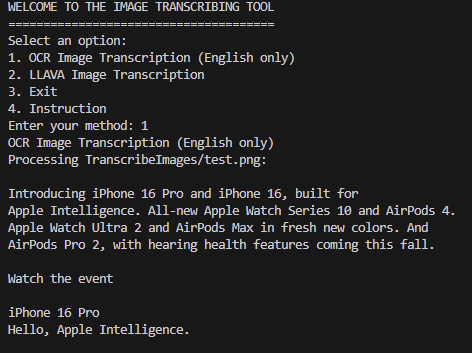 WELCOME TO THE IMAGE TRANSCRIBING TOOL
=====================================
Select an option:
1. OCR Image Transcription (English only)
2. LLAVA Image Transcription
3. Exit
4. Instruction
Enter your method: 1
OCR Image Transcription (English only)
Processing TranscribeImages/test.png:

Introducing iPhone 16 Pro and iPhone 16, built for
Apple Intelligence. All-new Apple Watch Series 10 and AirPods 4.
Apple Watch Ultra 2 and AirPods Max in fresh new colors. And
AirPods Pro 2, with hearing health features coming this fall.

Watch the event

iPhone 16 Pro
Hello, Apple Intelligence.